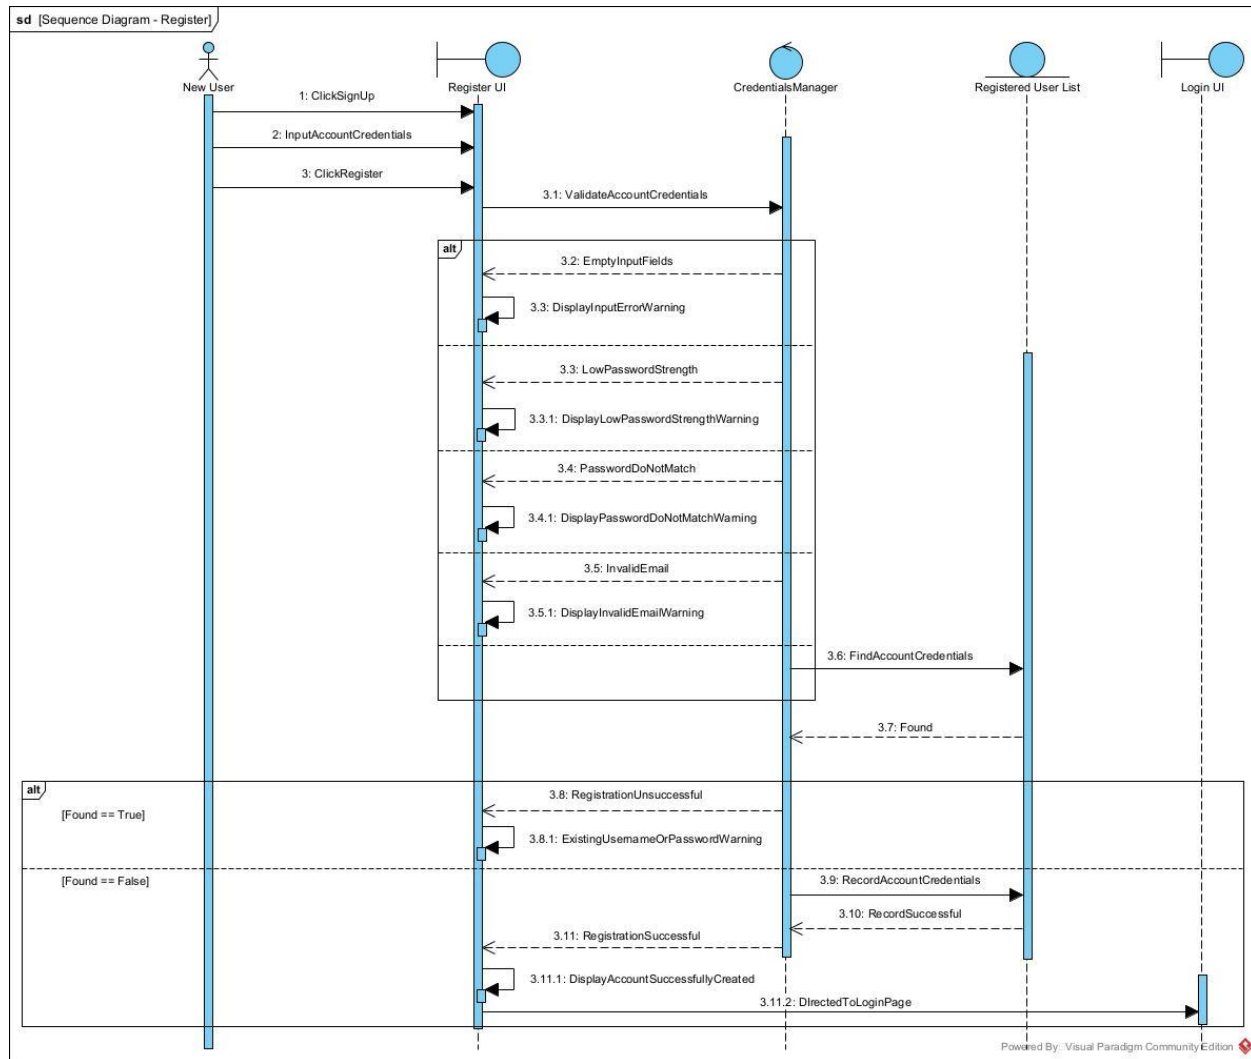 sd [Sequence Diagram - Register]
New User
Register UI
CredentialsManager
Registered User List
Login UI
1: ClickSignUp
2: InputAccountCredentials
3: ClickRegister
3.1: ValidateAccountCredentials
alt
3.2: EmptyInputFields
3.3: DisplayInputErrorWarning
3.3: LowPasswordStrength
3.3.1: DisplayLowPasswordStrengthWarning
3.4: PasswordDoNotMatch
3.4.1: DisplayPasswordDoNotMatchWarning
3.5: InvalidEmail
3.5.1: DisplayInvalidEmailWarning
3.6: FindAccountCredentials
3.7: Found
alt
3.8: RegistrationUnsuccessful
[Found == True]
3.8.1: ExistingUsernameOrPasswordWarning
[Found == False]
3.9: RecordAccountCredentials
3.10: RecordSuccessful
3.11: RegistrationSuccessful
3.11.1: DisplayAccountSuccessfullyCreated
3.11.2: DIrectedToLoginPage
Powered By Visual Paradigm Community Edition